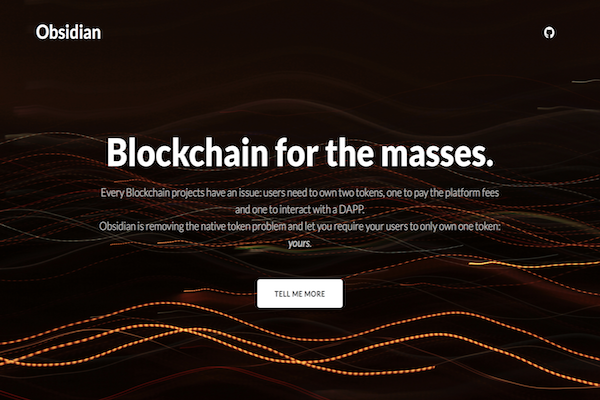 Obsidian
Blockchain for the masses.
Every Blockchain projects have an issue: users need to own two tokens, one to pay the platform fees
and one to interact with a DAPP.
Obsidian is removing the native token problem and let you require your users to only own one token:
yours.
TELL ME MORE